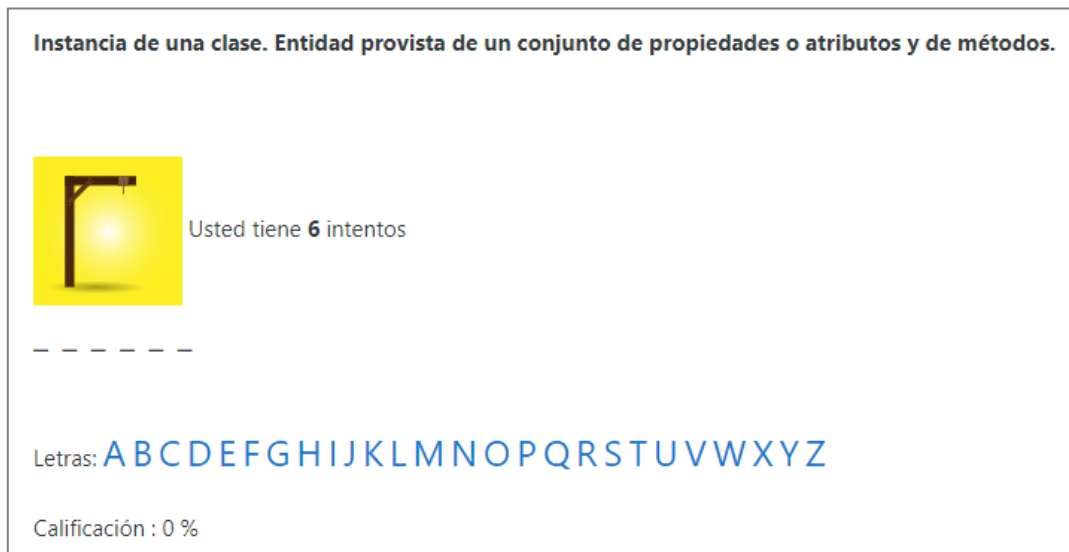 Instancia de una clase. Entidad provista de un conjunto de propiedades o atributos y de métodos.
Usted tiene 6 intentos
_ _ _ _ _ _
Letras: A B C D E F G H I J K L M N O P Q R S T U V W X Y Z
Calificación : 0 %